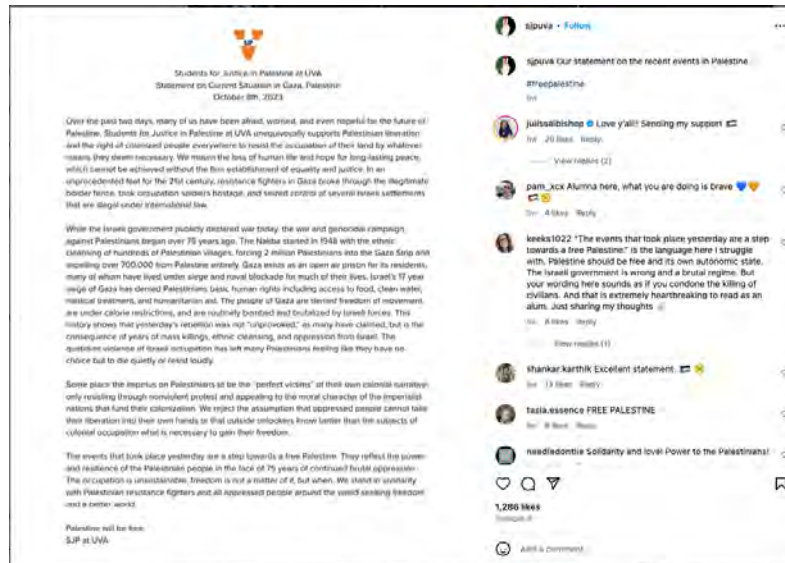 SJP
Students for Justice in Palestine at UVA
Statement on Current Situation in Gaza, Palestine
October 8th, 2023
Over the past two days, many of us have been afraid, worried, and even hopeful for the future of
Palestine. Students for Justice in Palestine at UVA unequivocally supports Palestinian liberation
and the right of colonized people everywhere to resist the occupation of their land by whatever
means they deem necessary. We mourn the loss of human life and hope for long-lasting peace,
which cannot be achieved without the firm establishment of equality and justice. In an
unprecedented feat for the 21st century, resistance fighters in Gaza broke through the illegitimate
border fence, took occupation soldiers hostage, and seized control of several Israeli settlements
that are illegal under international law.
While the Israeli government publicly declared war today, the war and genocidal campaign
against Palestinians began over 75 years ago. The Nakba started in 1948 with the ethnic
cleansing of hundreds of Palestinian villages, forcing 2 million Palestinians into the Gaza Strip and
expelling over 700,000 from Palestine entirely. Gaza exists as an open air prison for its residents,
many of whom have lived under siege and naval blockade for much of their lives. Israel's 17 year
siege of Gaza has denied Palestinians basic human rights including access to food, clean water,
medical treatment, and humanitarian aid. The people of Gaza are denied freedom of movement,
are under calorie restrictions, and are routinely bombed and brutalized by Israeli forces. This
history shows that yesterday's rebellion was not "unprovoked," as many have claimed, but is the
consequence of years of mass killings, ethnic cleansing, and oppression from Israel. The
quotidian violence of Israeli occupation has left many Palestinians feeling like they have no
choice but to die quietly or resist loudly.
Some place the impetus on Palestinians to be the "perfect victims" of their own colonial narrative:
only resisting through nonviolent protest and appealing to the moral character of the imperialist
nations that fund their colonization. We reject the assumption that oppressed people cannot take
their liberation into their own hands or that outside onlookers know better than the subjects of
colonial occupation what is necessary to gain their freedom.
The events that took place yesterday are a step towards a free Palestine. They reflect the power
and resilience of the Palestinian people in the face of 75 years of continued brutal oppression.
The occupation is unsustainable, freedom is not a matter of if, but when. We stand in solidarity
with Palestinian resistance fighters and all oppressed people around the world seeking freedom
and a better world.
Palestine will be free.
SJP at UVA
sjpuva • Follow
sjpuva Our statement on the recent events in Palestine
#freepalestine
julissalbishop Love y'all!! Sending my support 🇵🇸
20 likes Reply
View replies (2)
pam_xcx Alumna here, what you are doing is brave 💙🧡
4 likes Reply
keeks1022 "The events that took place yesterday are a step
towards a free Palestine." is the language here I struggle
with. Palestine should be free and its own autonomic state.
The Israeli government is wrong and a brutal regime. But
your wording here sounds as if you condone the killing of
civilians. And that is extremely heartbreaking to read as an
alum. Just sharing my thoughts
8 likes Reply
View replies (1)
shankar.karthik Excellent statement.
13 likes Reply
tasia.essence FREE PALESTINE
likes Reply
needledontlie Solidarity and love! Power to the Palestinians!
1,286 likes
Add a comment...